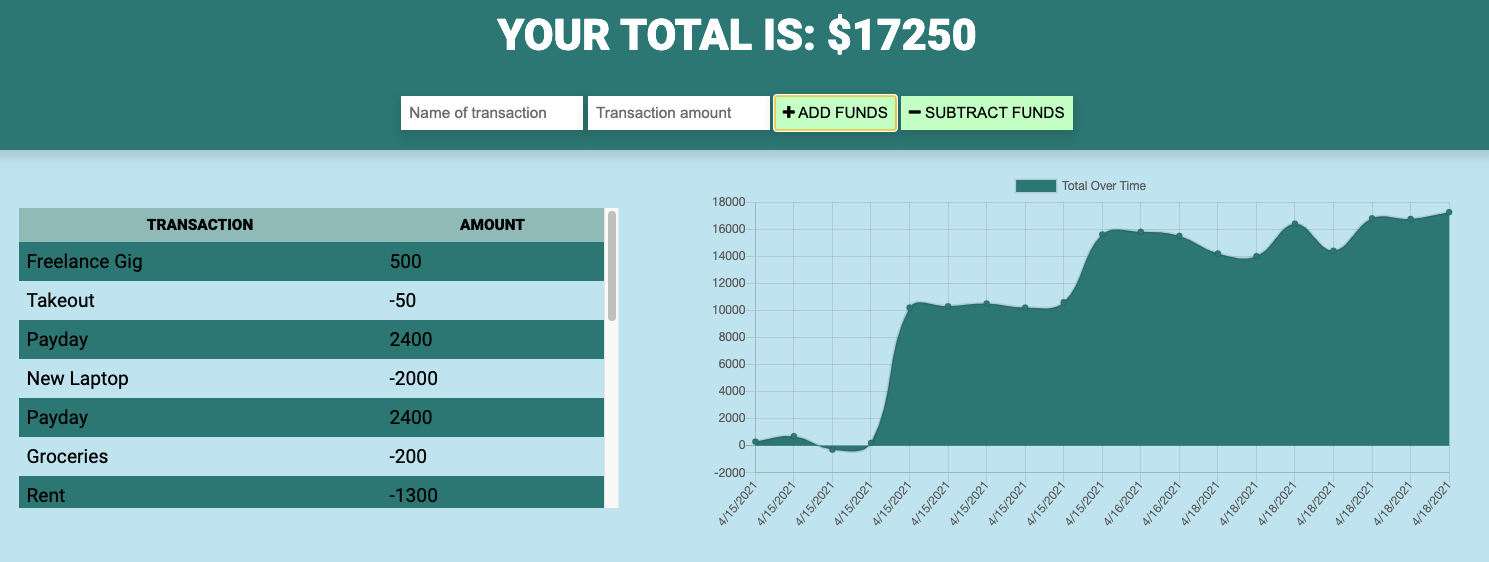 YOUR TOTAL IS: $17250
Name of transaction Transaction amount ADD FUNDS SUBTRACT FUNDS
TRANSACTION AMOUNT
Freelance Gig 500
Takeout -50
Payday 2400
New Laptop -2000
Payday 2400
Groceries -200
Rent -1300
Total Over Time
18000
16000
14000
12000
10000
8000
6000
4000
2000
0
-2000
4/15/2021 4/15/2021 4/15/2021 4/15/2021 4/15/2021 4/15/2021 4/15/2021 4/15/2021 4/15/2021 4/15/2021 4/16/2021 4/16/2021 4/18/2021 4/18/2021 4/18/2021 4/18/2021 4/18/2021 4/18/2021 4/18/2021